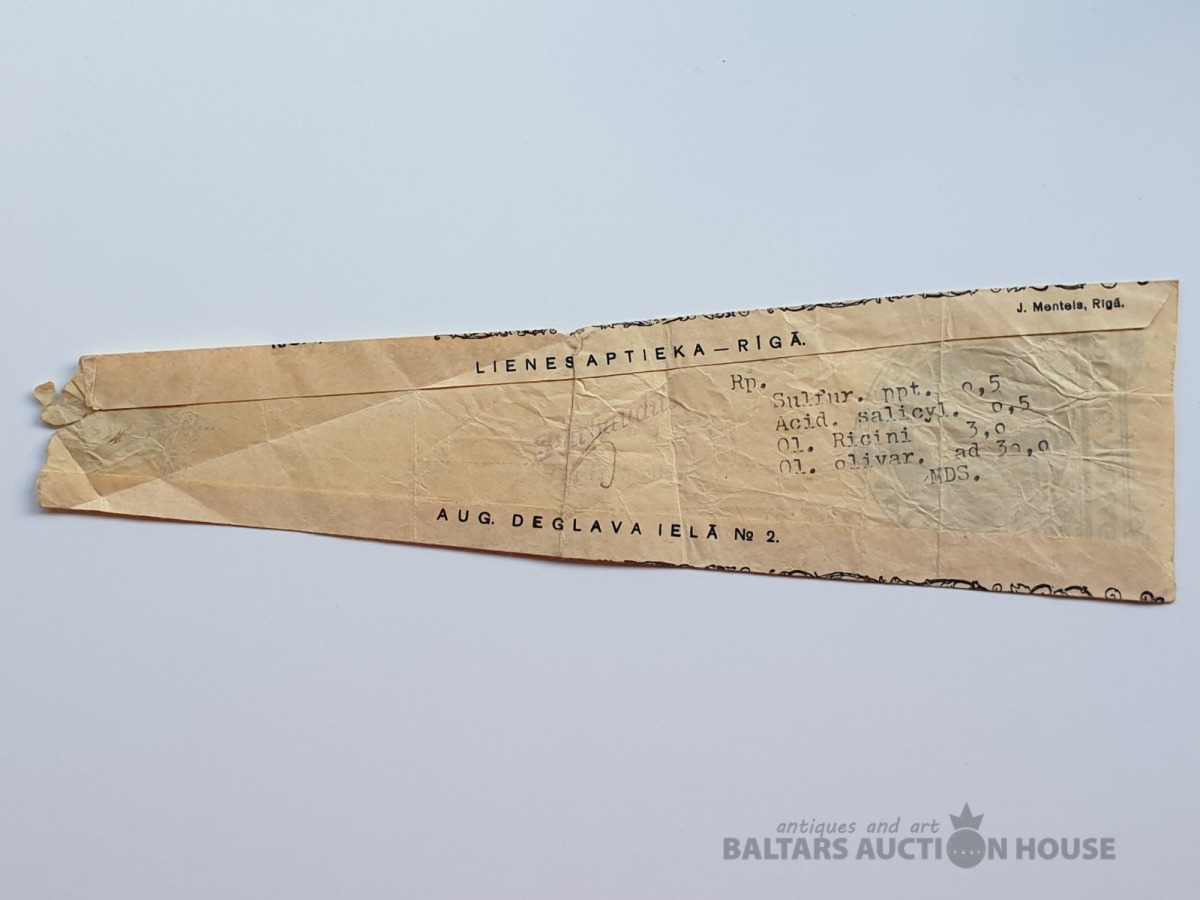 J. Mentels, Rīgā.
LIENES APTIEKA — RĪGĀ.
Rp.
Sulfur. ppt. 0,5
Acid. salicyl. 0,5
Ol. Ricini 3,0
Ol. olivar. ad 30,0
MDS.
AUG. DEGLAVA IELĀ № 2.
antiques and art
BALTARS AUCTION HOUSE